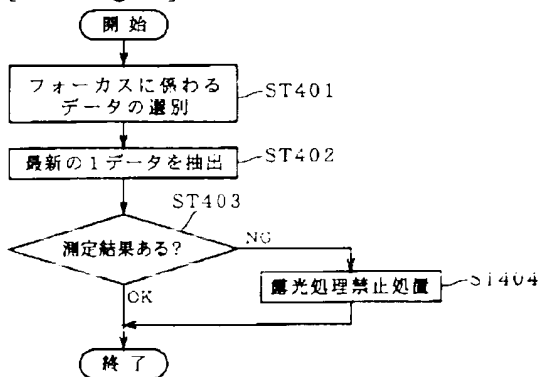 開始
フォーカスに係わる
データの選別
ST401
最新の1データを抽出
ST402
ST403
測定結果ある?
NG
露光処理禁止処置
ST404
OK
終了